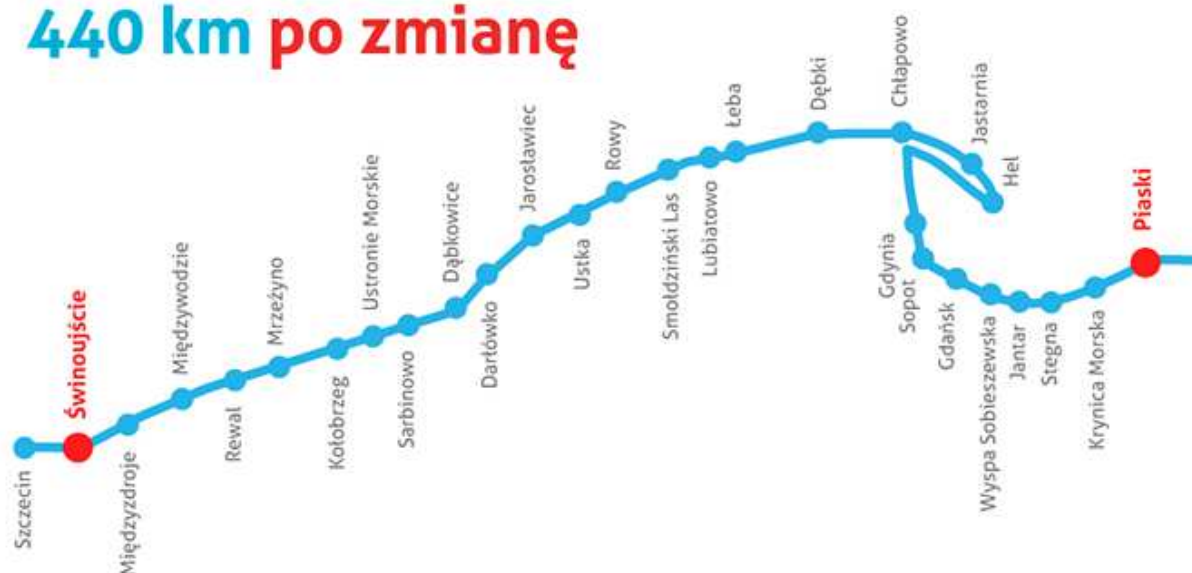 440 km po zmianę
Szczecin
Świnoujście
Międzyzdroje
Międzywodzie
Rewal
Mrzeżyno
Kołobrzeg
Ustronie Morskie
Sarbinowo
Dąbkowice
Darłówko
Jarosławiec
Ustka
Rowy
Smołdziński Las
Lubiatowo
Łeba
Dębki
Chłapowo
Jastarnia
Hel
Gdynia
Sopot
Gdańsk
Wyspa Sobieszewska
Jantar
Stegna
Krynica Morska
Piaski